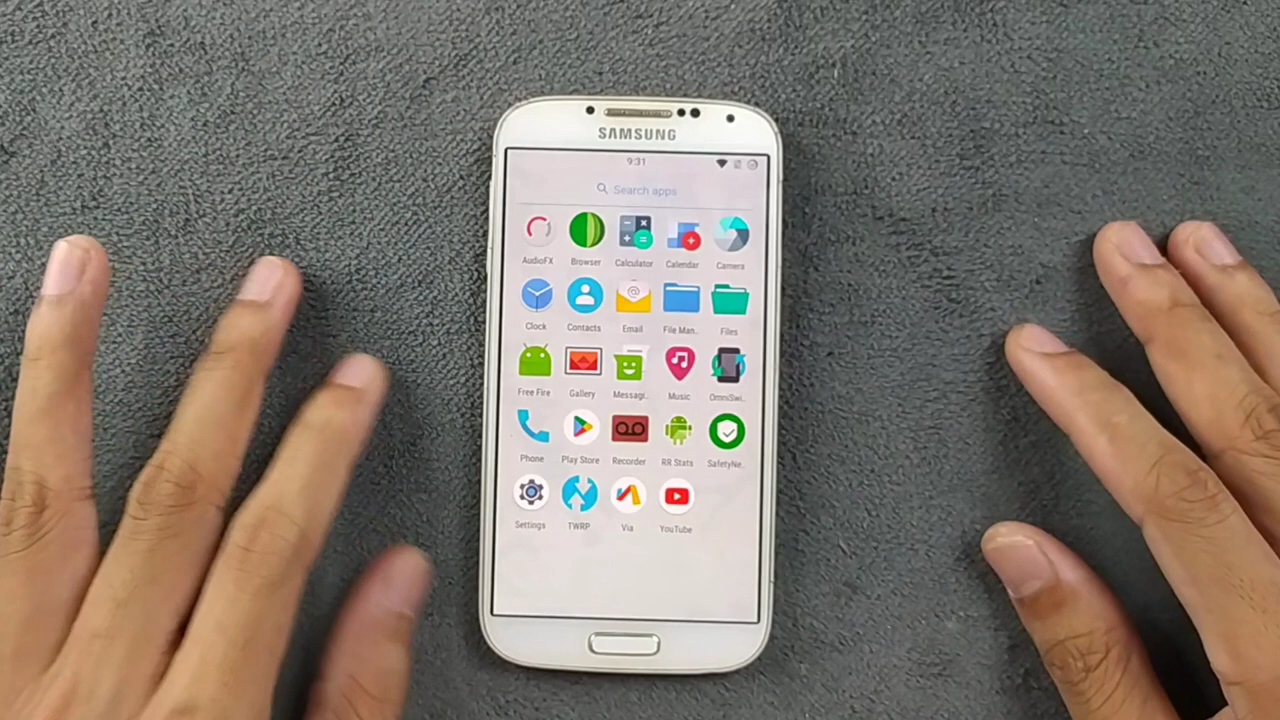 SAMSUNG
9:31
Search apps
AudioFX Browser Calculator Calendar Camera
Clock Contacts Email File Man.. Files
Free Fire Gallery Messagi.. Music OmniSwi..
Phone Play Store Recorder RR Stats SafetyNe..
Settings TWRP Via YouTube